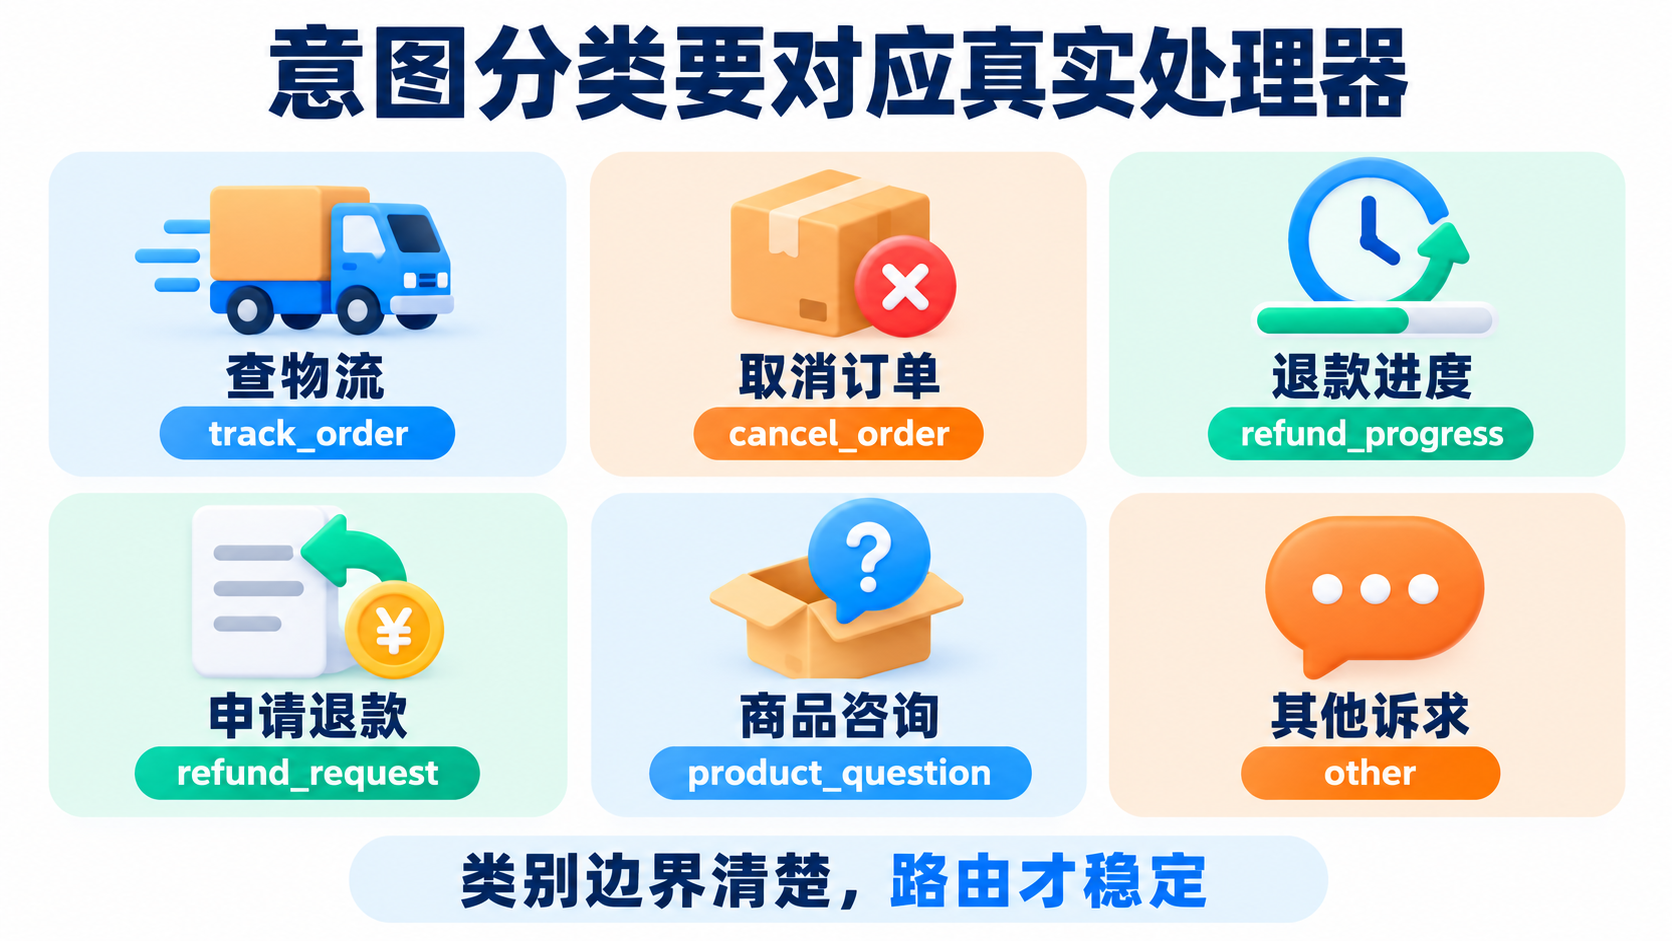 意图分类要对应真实处理器
查物流
track_order
取消订单
cancel_order
退款进度
refund_progress
申请退款
refund_request
商品咨询
product_question
其他诉求
other
类别边界清楚，路由才稳定